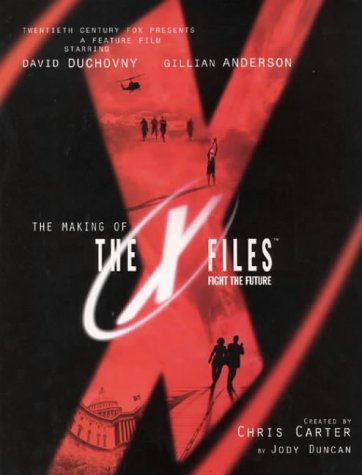 TWENTIETH CENTURY FOX PRESENTS
A FEATURE FILM
STARRING
DAVID DUCHOVNY GILLIAN ANDERSON
THE MAKING OF
THE X FILES™
FIGHT THE FUTURE
CREATED BY
CHRIS CARTER
BY JODY DUNCAN